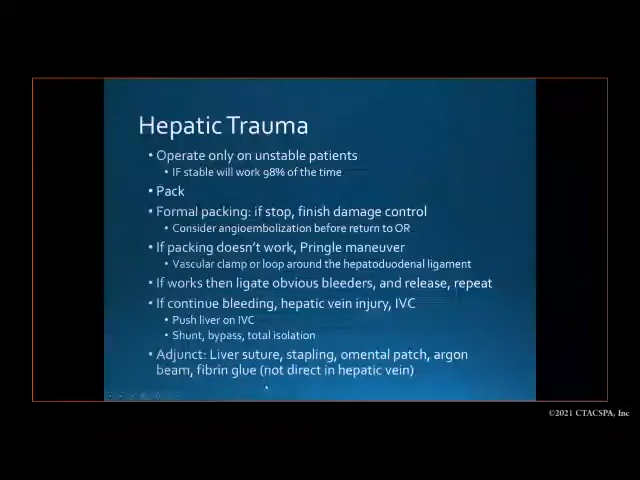 Hepatic Trauma
• Operate only on unstable patients
• IF stable will work 98% of the time
• Pack
• Formal packing: if stop, finish damage control
• Consider angioembolization before return to OR
• If packing doesn't work, Pringle maneuver
• Vascular clamp or loop around the hepatoduodenal ligament
• If works then ligate obvious bleeders, and release, repeat
• If continue bleeding, hepatic vein injury, IVC
• Push liver on IVC
• Shunt, bypass, total isolation
• Adjunct: Liver suture, stapling, omental patch, argon
beam, fibrin glue (not direct in hepatic vein)
©2021 CTACSPA, Inc